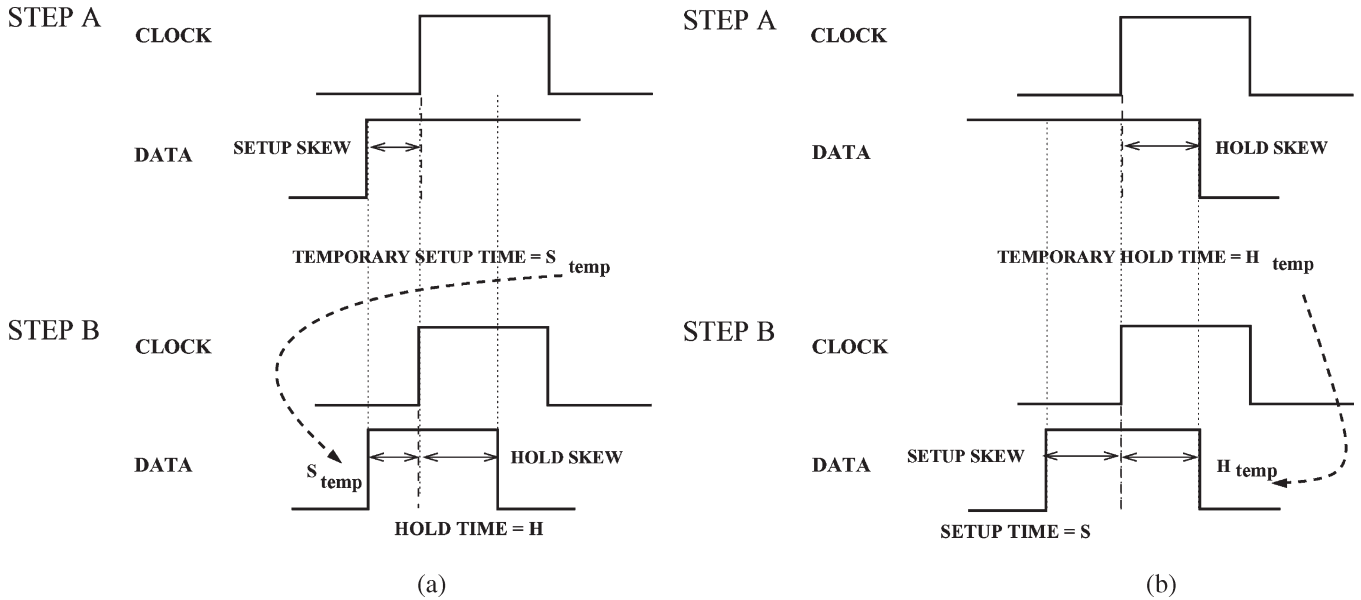 STEP A
CLOCK
SETUP SKEW
DATA
TEMPORARY SETUP TIME = S temp
STEP B
CLOCK
DATA
S temp
HOLD SKEW
HOLD TIME = H
(a)
STEP A
CLOCK
DATA
HOLD SKEW
TEMPORARY HOLD TIME = H temp
STEP B
CLOCK
SETUP SKEW
DATA
H temp
SETUP TIME = S
(b)